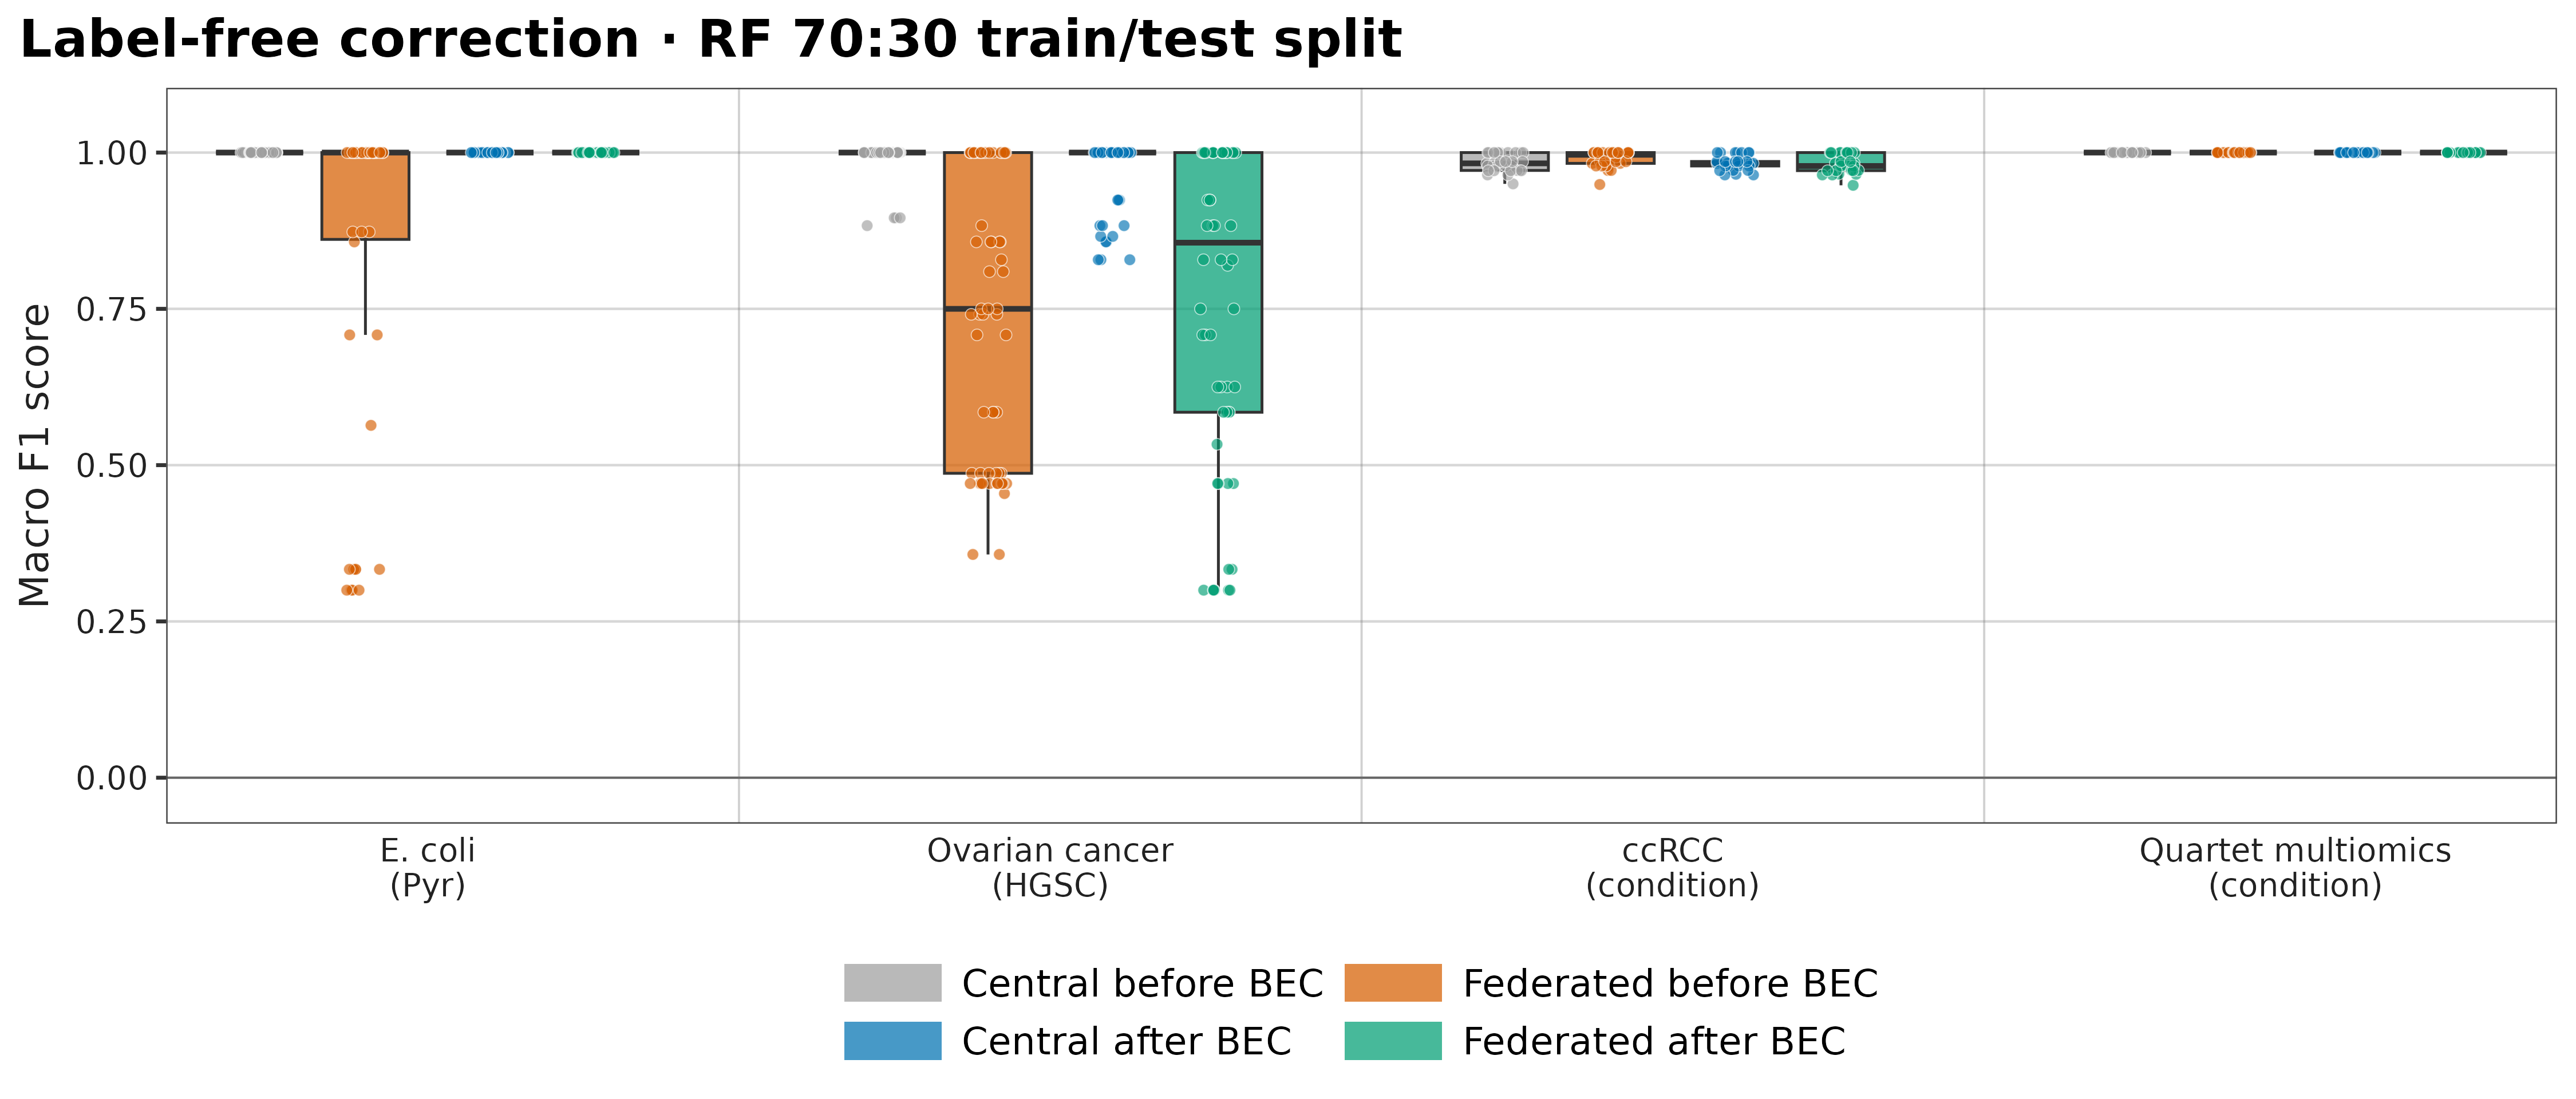 Label-free correction · RF 70:30 train/test split
Macro F1 score
1.00
0.75
0.50
0.25
0.00
E. coli
(Pyr)
Ovarian cancer
(HGSC)
ccRCC
(condition)
Quartet multiomics
(condition)
Central before BEC
Federated before BEC
Central after BEC
Federated after BEC